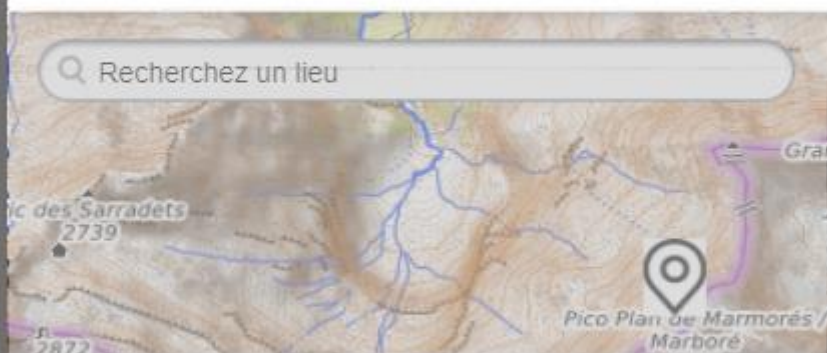 Recherchez un lieu
Gra
ic des Sarradets
2739
Pico Plan de Marmorés /
Marboré
2872